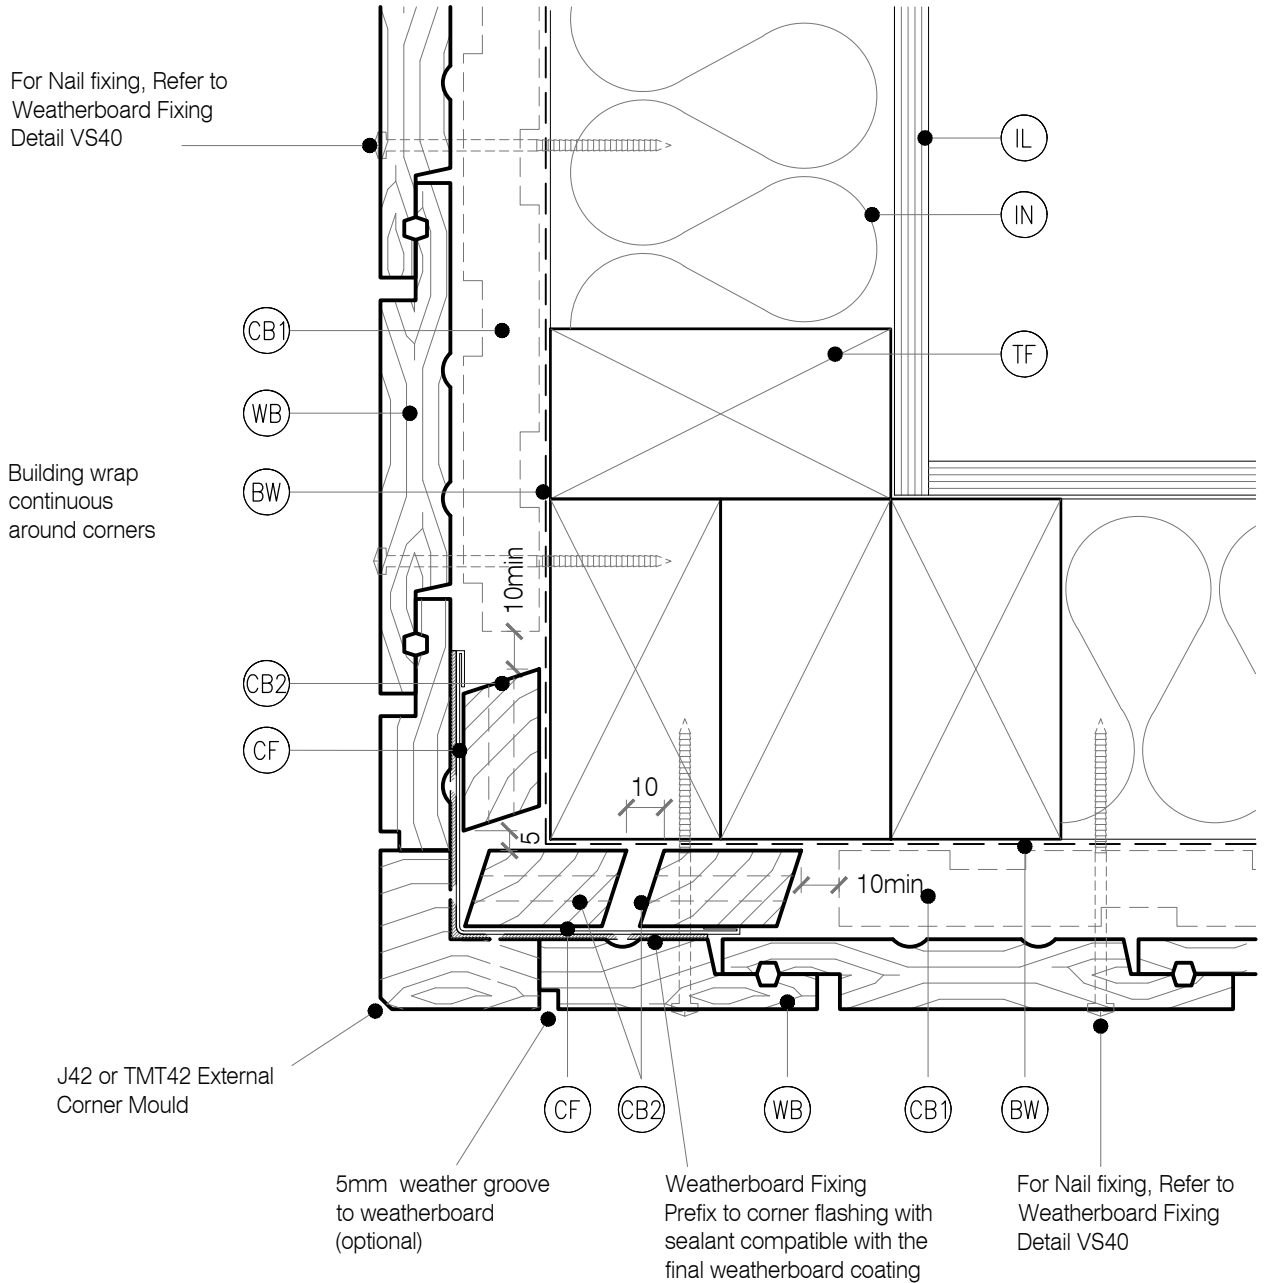 For Nail fixing, Refer to
Weatherboard Fixing
Detail VS40
IL
IN
CB1
TF
WB
Building wrap
continuous
around corners
BW
10min
CB2
CF
10
5
10min
J42 or TMT42 External
Corner Mould
CF
CB2
WB
CB1
BW
5mm weather groove
to weatherboard
(optional)
Weatherboard Fixing
Prefix to corner flashing with
sealant compatible with the
final weatherboard coating
For Nail fixing, Refer to
Weatherboard Fixing
Detail VS40